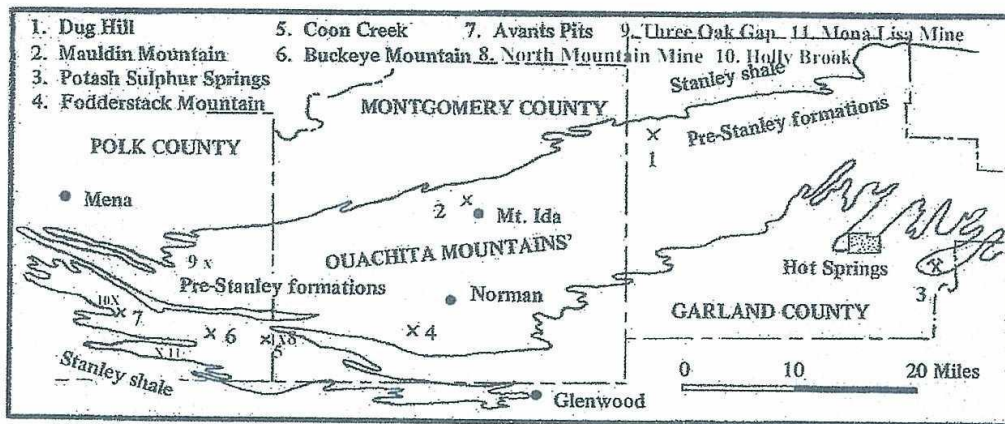 1. Dug Hill 5. Coon Creek 7. Avants Pits 9. Three Oak Gap 11. Mona Lisa Mine
2. Mauldin Mountain 6. Buckeye Mountain 8. North Mountain Mine 10. Holly Brook
3. Potash Sulphur Springs
4. Fodderstack Mountain
Stanley shale
MONTGOMERY COUNTY
Pre-Stanley formations
POLK COUNTY
1
Mena
2
Mt. Ida
OUACHITA MOUNTAINS
9
Hot Springs
Pre-Stanley formations
Norman
3
10
7
6
8
4
GARLAND COUNTY
5
11
Stanley shale
0 10 20 Miles
Glenwood